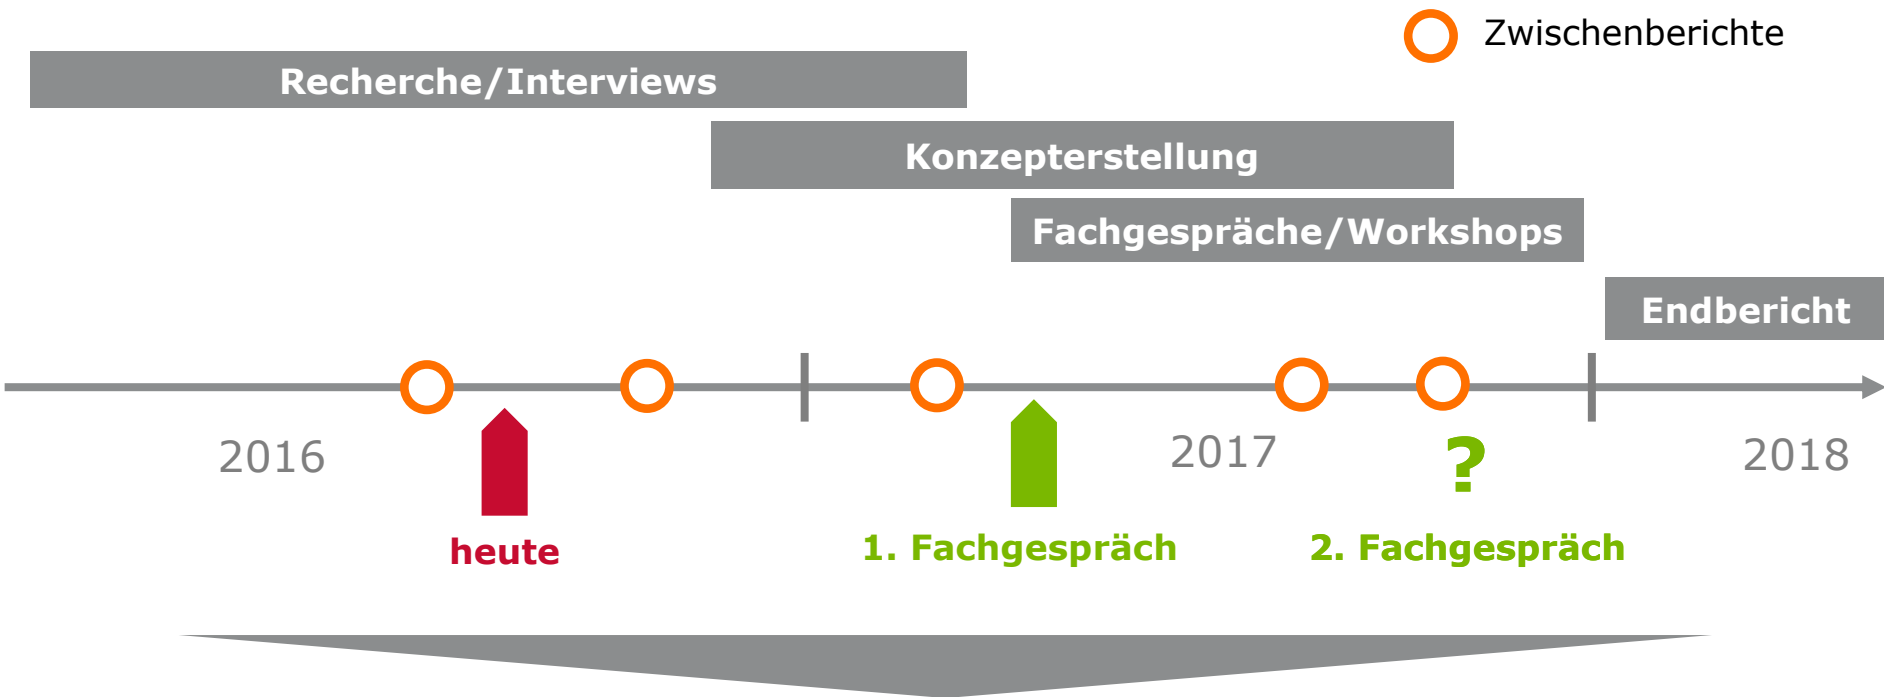 Zwischenberichte
Recherche/Interviews
Konzepterstellung
Fachgespräche/Workshops
Endbericht
2016
2017
?
2018
heute
1. Fachgespräch
2. Fachgespräch